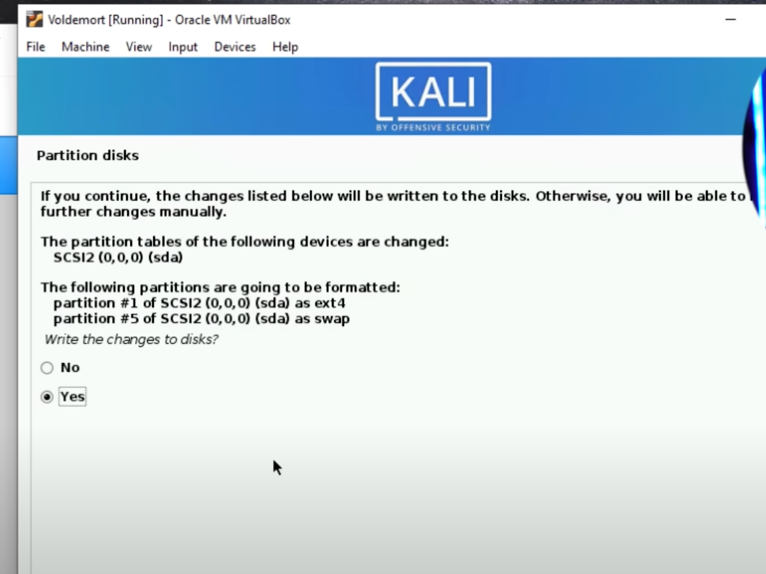 Voldemort [Running] - Oracle VM VirtualBox
File Machine View Input Devices Help
KALI
BY OFFENSIVE SECURITY
Partition disks
If you continue, the changes listed below will be written to the disks. Otherwise, you will be able to
further changes manually.
The partition tables of the following devices are changed:
SCSI2 (0,0,0) (sda)
The following partitions are going to be formatted:
partition #1 of SCSI2 (0,0,0) (sda) as ext4
partition #5 of SCSI2 (0,0,0) (sda) as swap
Write the changes to disks?
No
Yes